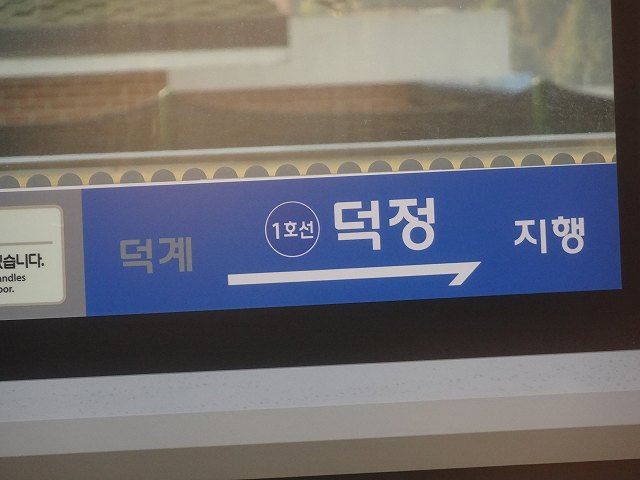 덕계
1호선
덕정
지행
습니다.
andles
oor.